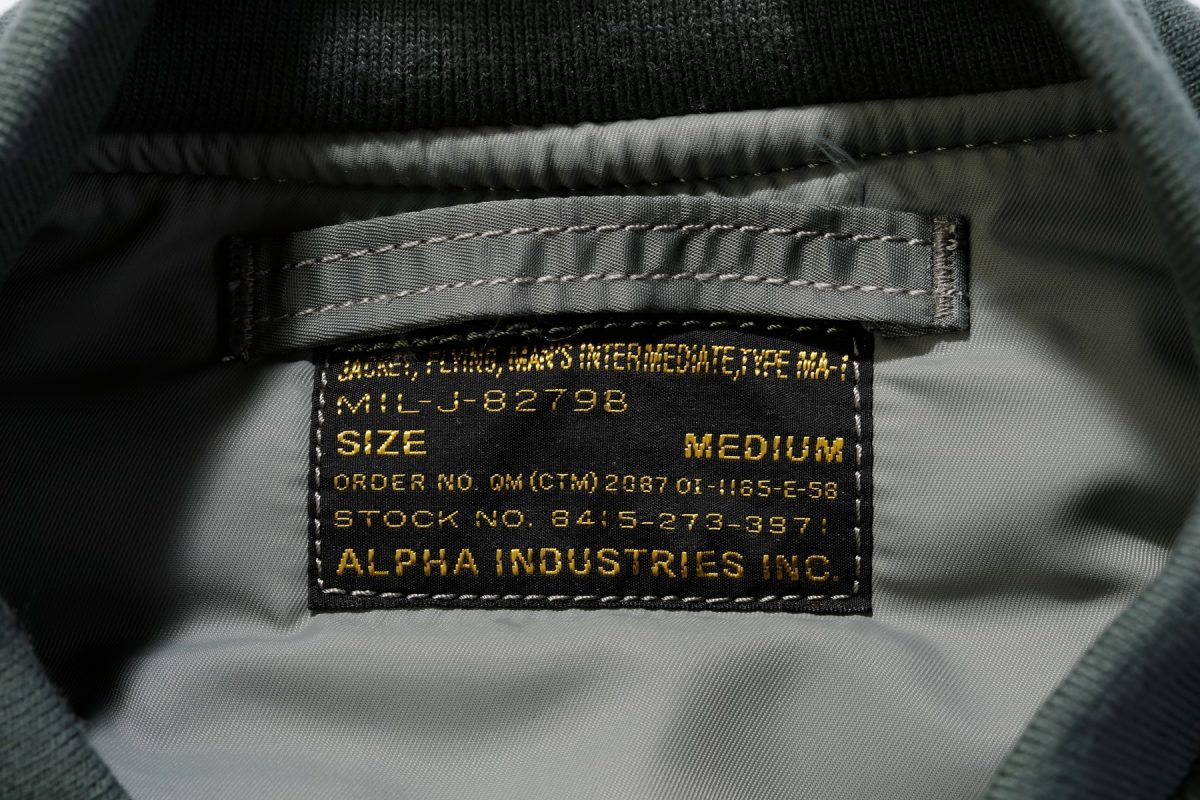 JACKET, FLYING, MAN'S INTERMEDIATE, TYPE MA-1
MIL-J-8279B
SIZE MEDIUM
ORDER NO. QM (CTM) 2087 OI-1165-E-58
STOCK NO. 8415-273-3971
ALPHA INDUSTRIES INC.